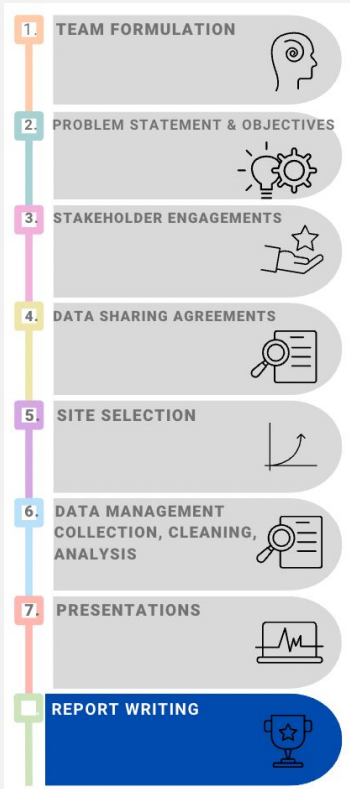 1. TEAM FORMULATION
2. PROBLEM STATEMENT & OBJECTIVES
3. STAKEHOLDER ENGAGEMENTS
4. DATA SHARING AGREEMENTS
5. SITE SELECTION
6. DATA MANAGEMENT
COLLECTION, CLEANING,
ANALYSIS
7. PRESENTATIONS
REPORT WRITING